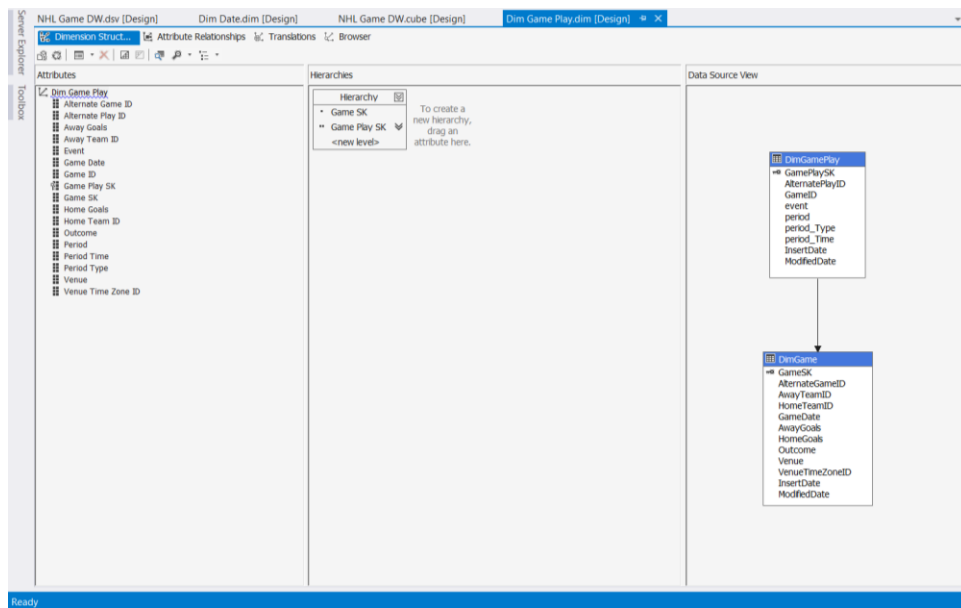 Server Explorer
Toolbox
NHL Game DW.dsv [Design]
Dim Date.dim [Design]
NHL Game DW.cube [Design]
Dim Game Play.dim [Design]
Dimension Struct...
Attribute Relationships
Translations
Browser
Attributes
Dim Game Play
Alternate Game ID
Alternate Play ID
Away Goals
Away Team ID
Event
Game Date
Game ID
Game Play SK
Game SK
Home Goals
Home Team ID
Outcome
Period
Period Time
Period Type
Venue
Venue Time Zone ID
Hierarchies
Hierarchy
Game SK
Game Play SK
<new level>
To create a
new hierarchy,
drag an
attribute here.
Data Source View
DimGamePlay
GamePlaySK
AlternatePlayID
GameID
event
period
period_Type
period_Time
InsertDate
ModifiedDate
DimGame
GameSK
AlternateGameID
AwayTeamID
HomeTeamID
GameDate
AwayGoals
HomeGoals
Outcome
Venue
VenueTimeZoneID
InsertDate
ModifiedDate
Ready